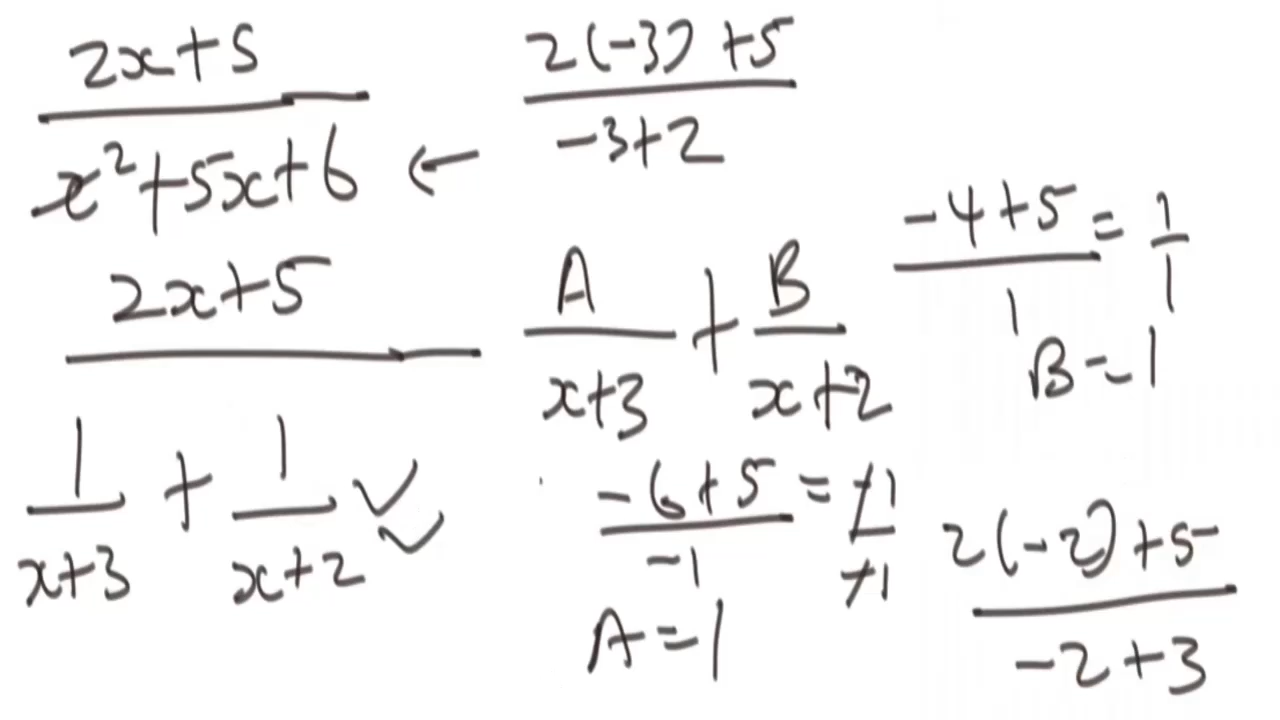 2x+5
x²+5x+6 ←
2x+5
1/x+3 + 1/x+2 ✓✓
2(-3)+5
-3+2
A/x+3 + B/x+2
-6+5/-1 = -1/-1
A=1
-4+5/1 = 1/1
B=1
2(-2)+5
-2+3